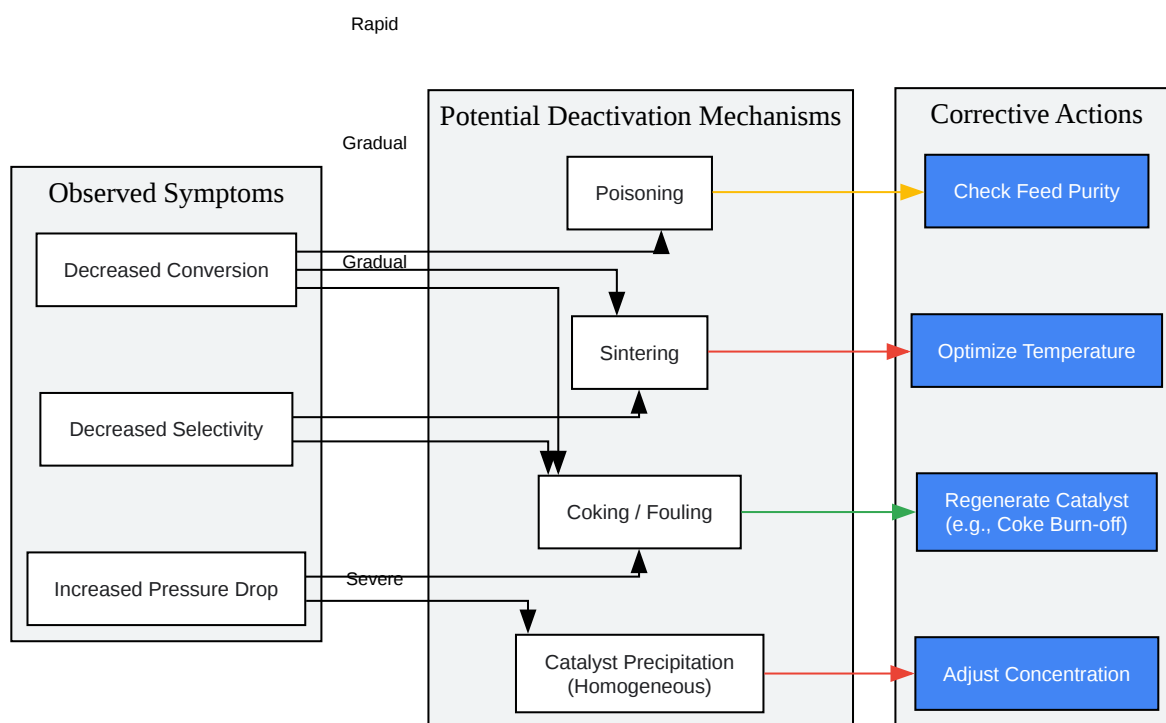 Rapid
Gradual
Gradual
Severe
Observed Symptoms
Decreased Conversion
Decreased Selectivity
Increased Pressure Drop
Potential Deactivation Mechanisms
Poisoning
Sintering
Coking / Fouling
Catalyst Precipitation
(Homogeneous)
Corrective Actions
Check Feed Purity
Optimize Temperature
Regenerate Catalyst
(e.g., Coke Burn-off)
Adjust Concentration